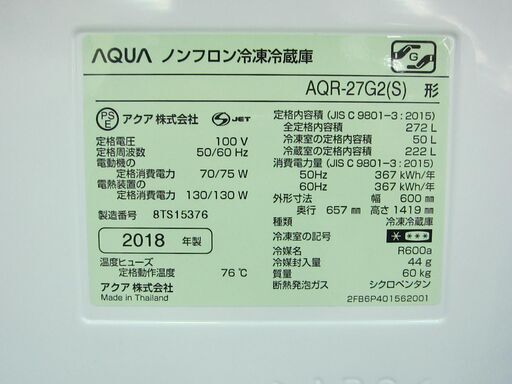 AQUA ノンフロン冷凍冷蔵庫
G
AQR-27G2(S) 形
PS E アクア株式会社 S JET
定格電圧 100 V
定格周波数 50/60 Hz
電動機の
定格消費電力 70/75 W
電熱装置の
定格消費電力 130/130 W
製造番号 8TS15376
2018 年製
温度ヒューズ
定格動作温度 76℃
アクア株式会社
Made in Thailand
定格内容積 (JIS C 9801-3 : 2015)
全定格内容積 272 L
冷凍室の定格内容積 50 L
冷蔵室の定格内容積 222 L
消費電力量 (JIS C 9801-3 : 2015)
50Hz 367 kWh/年
60Hz 367 kWh/年
外形寸法 幅 600 mm
奥行 657 mm 高さ 1419 mm
種類 冷凍冷蔵庫
冷凍室の記号
冷媒名 R600a
冷媒封入量 44 g
質量 60 kg
断熱発泡ガス シクロペンタン
2FB6P401562001